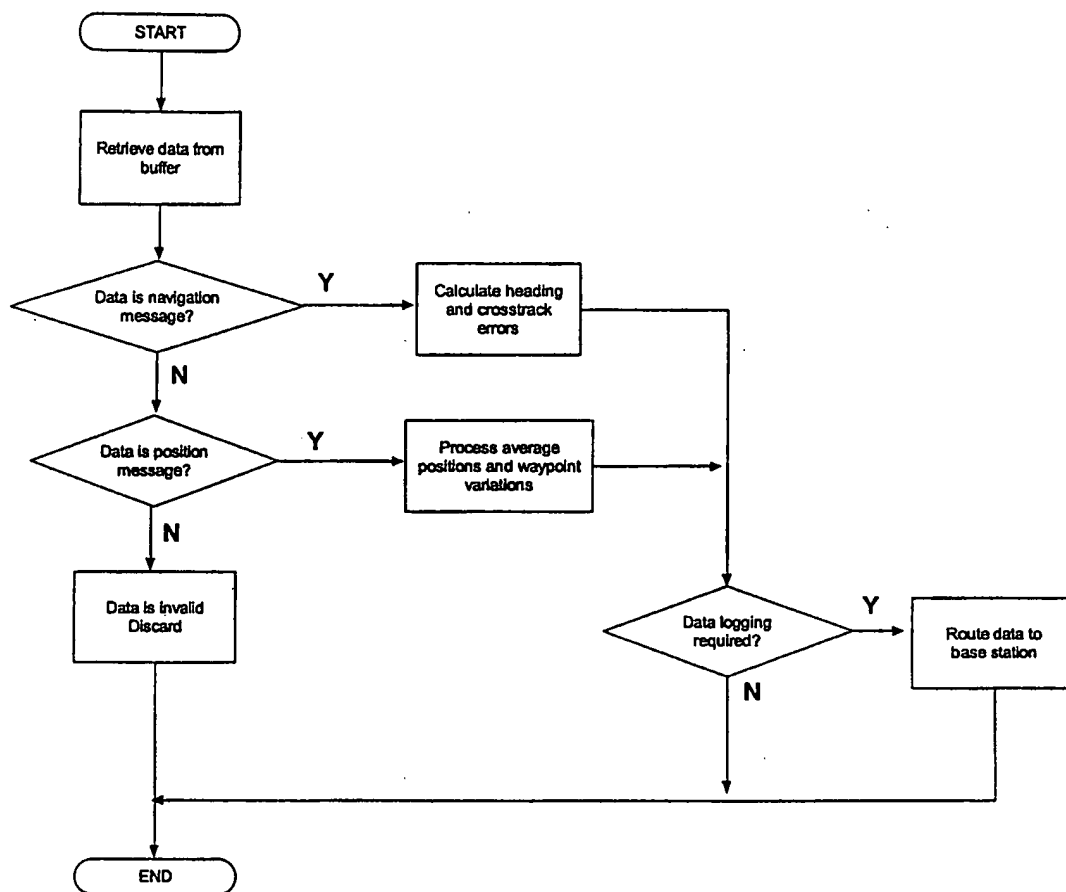 START
Retrieve data from
buffer
Data is navigation
message?
Y
Calculate heading
and crosstrack
errors
N
Data is position
message?
Y
Process average
positions and waypoint
variations
N
Data is invalid
Discard
Data logging
required?
Y
Route data to
base station
N
END